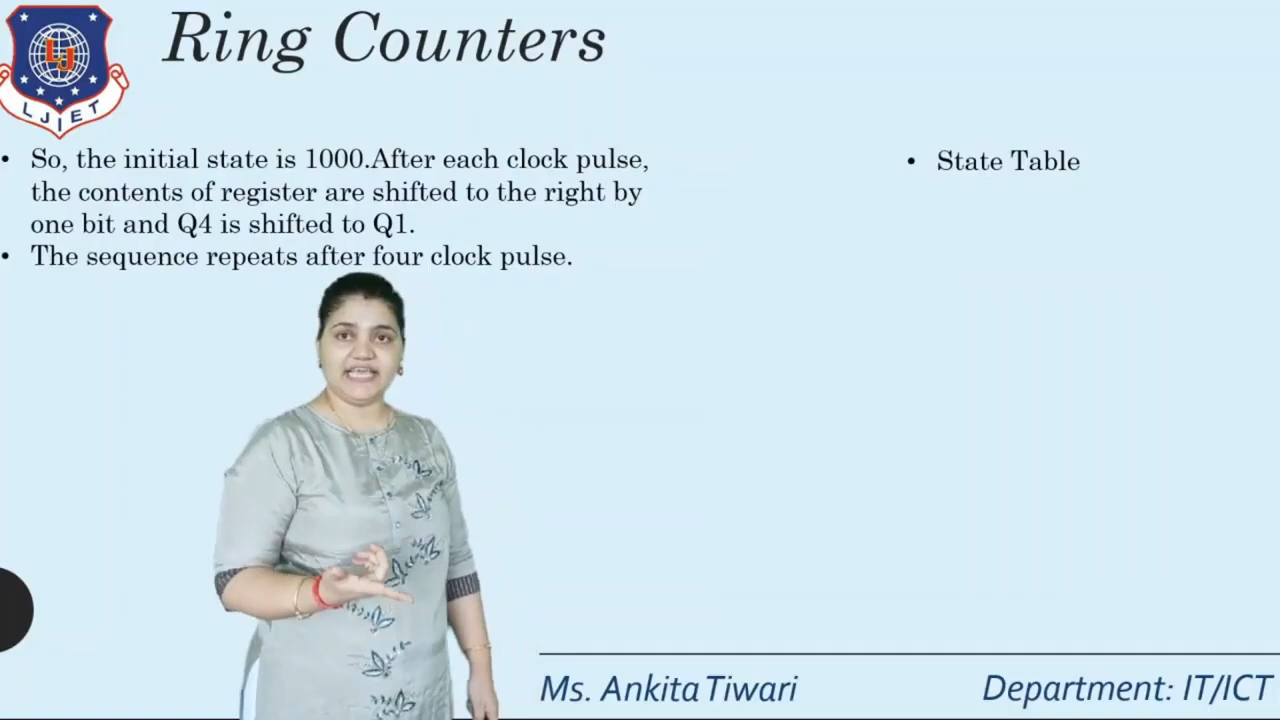 Ring Counters
LJIET
LJ
• So, the initial state is 1000.After each clock pulse,
the contents of register are shifted to the right by
one bit and Q4 is shifted to Q1.
• The sequence repeats after four clock pulse.
• State Table
Ms. Ankita Tiwari
Department: IT/ICT